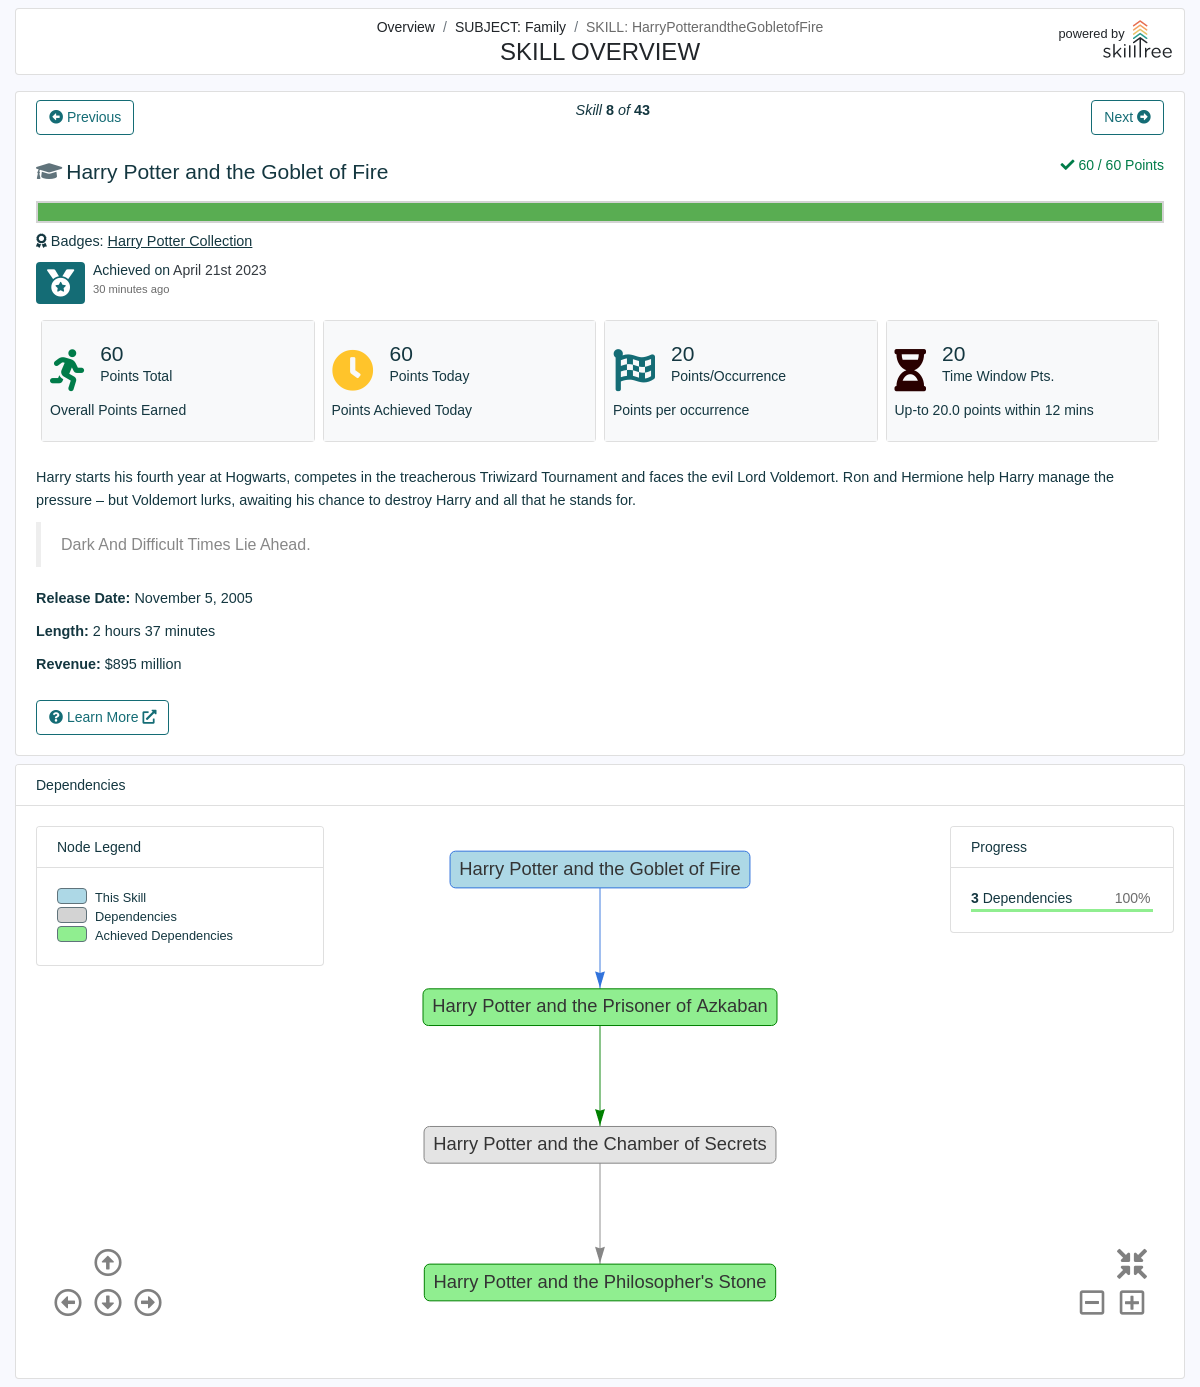 Overview / SUBJECT: Family / SKILL: HarryPotterandtheGobletofFire
SKILL OVERVIEW
powered by
skilltree
Previous
Skill 8 of 43
Next
Harry Potter and the Goblet of Fire
60 / 60 Points
Badges: Harry Potter Collection
Achieved on April 21st 2023
30 minutes ago
60
Points Total
Overall Points Earned
60
Points Today
Points Achieved Today
20
Points/Occurrence
Points per occurrence
20
Time Window Pts.
Up-to 20.0 points within 12 mins
Harry starts his fourth year at Hogwarts, competes in the treacherous Triwizard Tournament and faces the evil Lord Voldemort. Ron and Hermione help Harry manage the
pressure – but Voldemort lurks, awaiting his chance to destroy Harry and all that he stands for.
Dark And Difficult Times Lie Ahead.
Release Date: November 5, 2005
Length: 2 hours 37 minutes
Revenue: $895 million
Learn More
Dependencies
Node Legend
This Skill
Dependencies
Achieved Dependencies
Progress
3 Dependencies 100%
Harry Potter and the Goblet of Fire
Harry Potter and the Prisoner of Azkaban
Harry Potter and the Chamber of Secrets
Harry Potter and the Philosopher's Stone